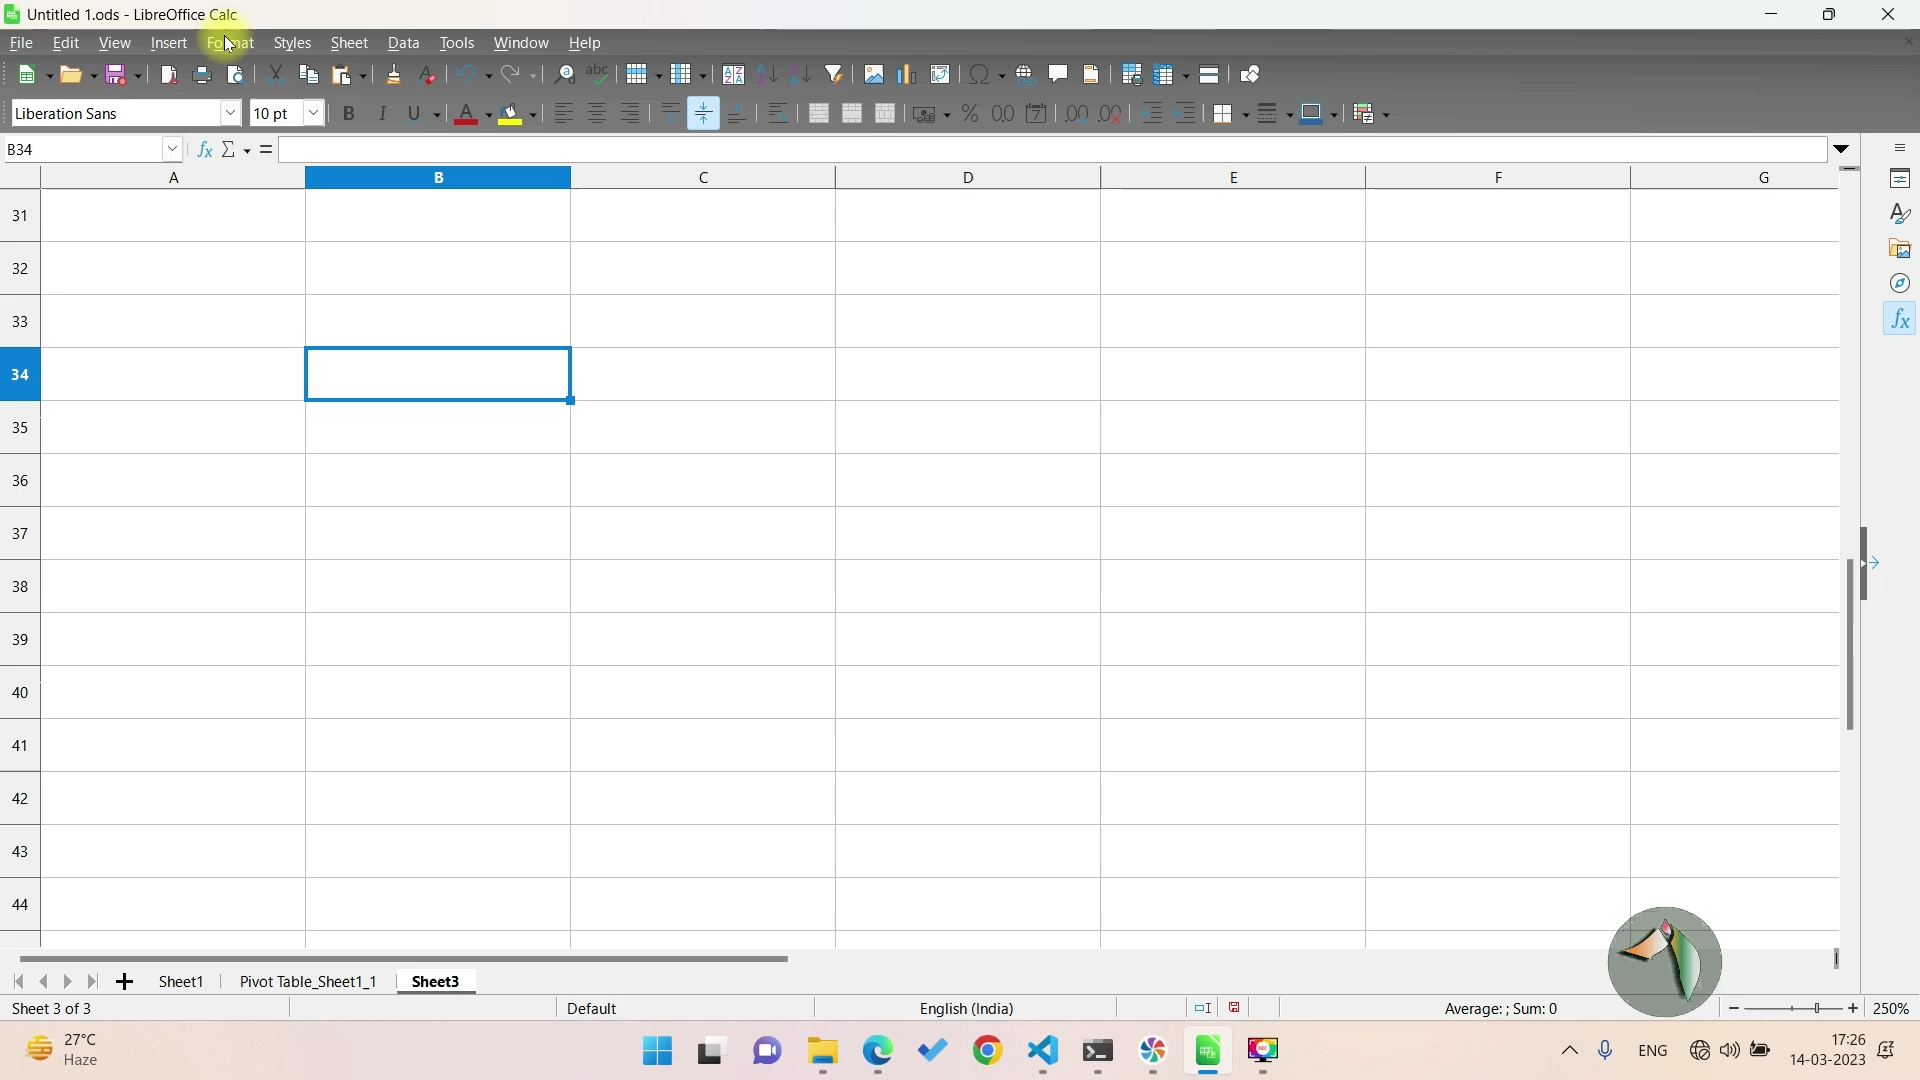 Untitled 1.ods - LibreOffice Calc
File Edit View Insert Format Styles Sheet Data Tools Window Help
Liberation Sans 10 pt
B34
A B C D E F G
31
32
33
34
35
36
37
38
39
40
41
42
43
44
Sheet1 Pivot Table_Sheet1_1 Sheet3
Sheet 3 of 3 Default English (India) Average: ; Sum: 0 250%
27°C
Haze
ENG
17:26
14-03-2023